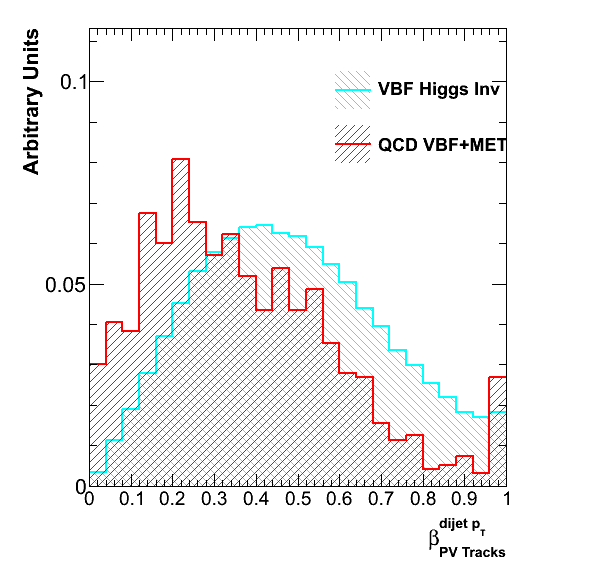 Arbitrary Units
0.1
0.05
0
VBF Higgs Inv
QCD VBF+MET
0 0.1 0.2 0.3 0.4 0.5 0.6 0.7 0.8 0.9 1
β dijet p T
PV Tracks